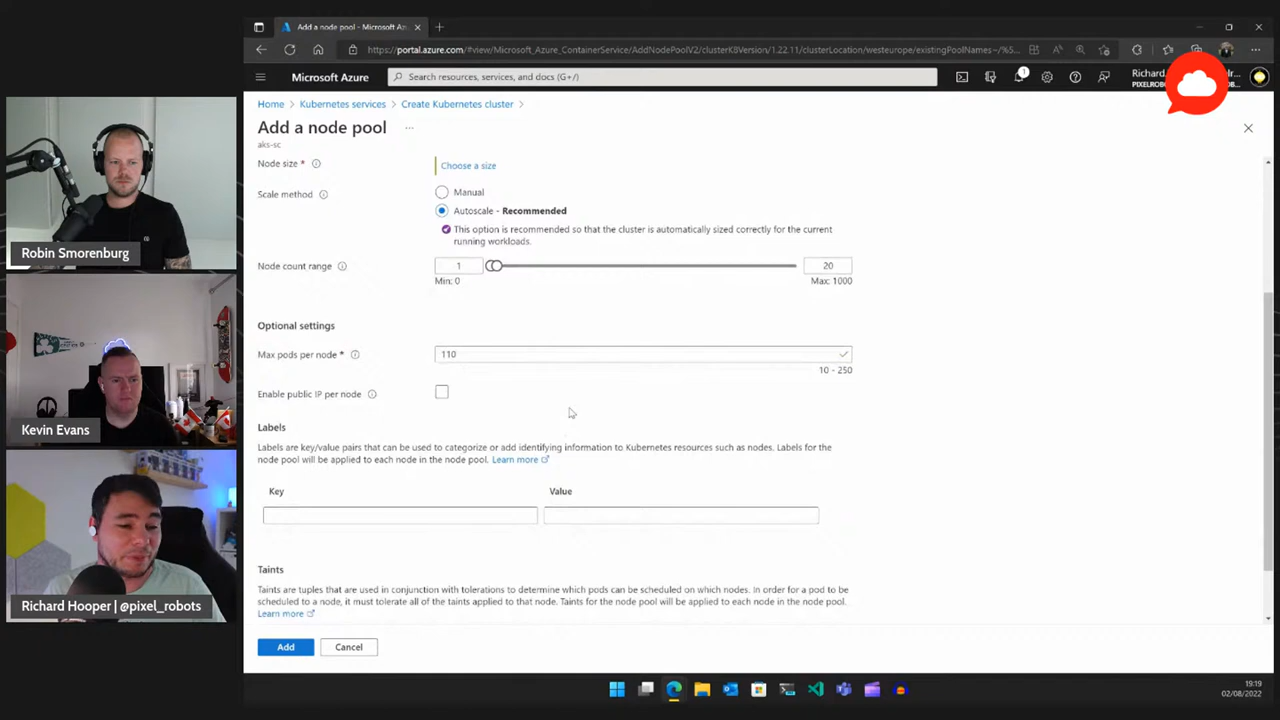 Add a node pool - Microsoft Az...
https://portal.azure.com/#view/Microsoft_Azure_ContainerService/AddNodePoolV2/clusterK8Version/1.22.11/clusterLocation/westeurope/existingPoolNames~/%5...
Microsoft Azure
Search resources, services, and docs (G+/)
1
Home > Kubernetes services > Create Kubernetes cluster >
Add a node pool ...
aks-sc
Node size *
Choose a size
Scale method
Manual
Autoscale - Recommended
This option is recommended so that the cluster is automatically sized correctly for the current
running workloads.
Node count range
1
20
Min: 0
Max: 1000
Optional settings
Max pods per node *
110
10 - 250
Enable public IP per node
Labels
Labels are key/value pairs that can be used to categorize or add identifying information to Kubernetes resources such as nodes. Labels for the
node pool will be applied to each node in the node pool. Learn more
Key
Value
Taints
Taints are tuples that are used in conjunction with tolerations to determine which pods can be scheduled on which nodes. In order for a pod to be
scheduled to a node, it must tolerate all of the taints applied to that node. Taints for the node pool will be applied to each node in the node pool.
Learn more
Add
Cancel
19:19
02/08/2022
Robin Smorenburg
Kevin Evans
Richard Hooper | @pixel_robots